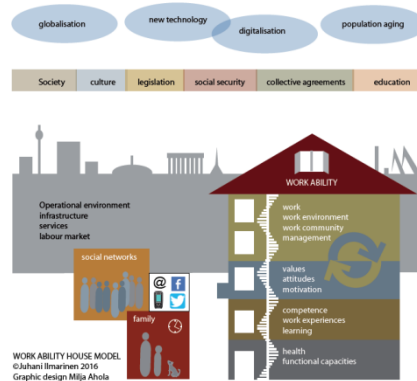 globalisation
new technology
digitalisation
population aging
Society
culture
legislation
social security
collective agreements
education
WORK ABILITY
Operational environment
infrastructure
services
labour market
work
work environment
work community
management
social networks
@
f
values
attitudes
motivation
family
competence
work experiences
learning
health
functional capacities
WORK ABILITY HOUSE MODEL
©Juhani Ilmarinen 2016
Graphic design Milja Ahola